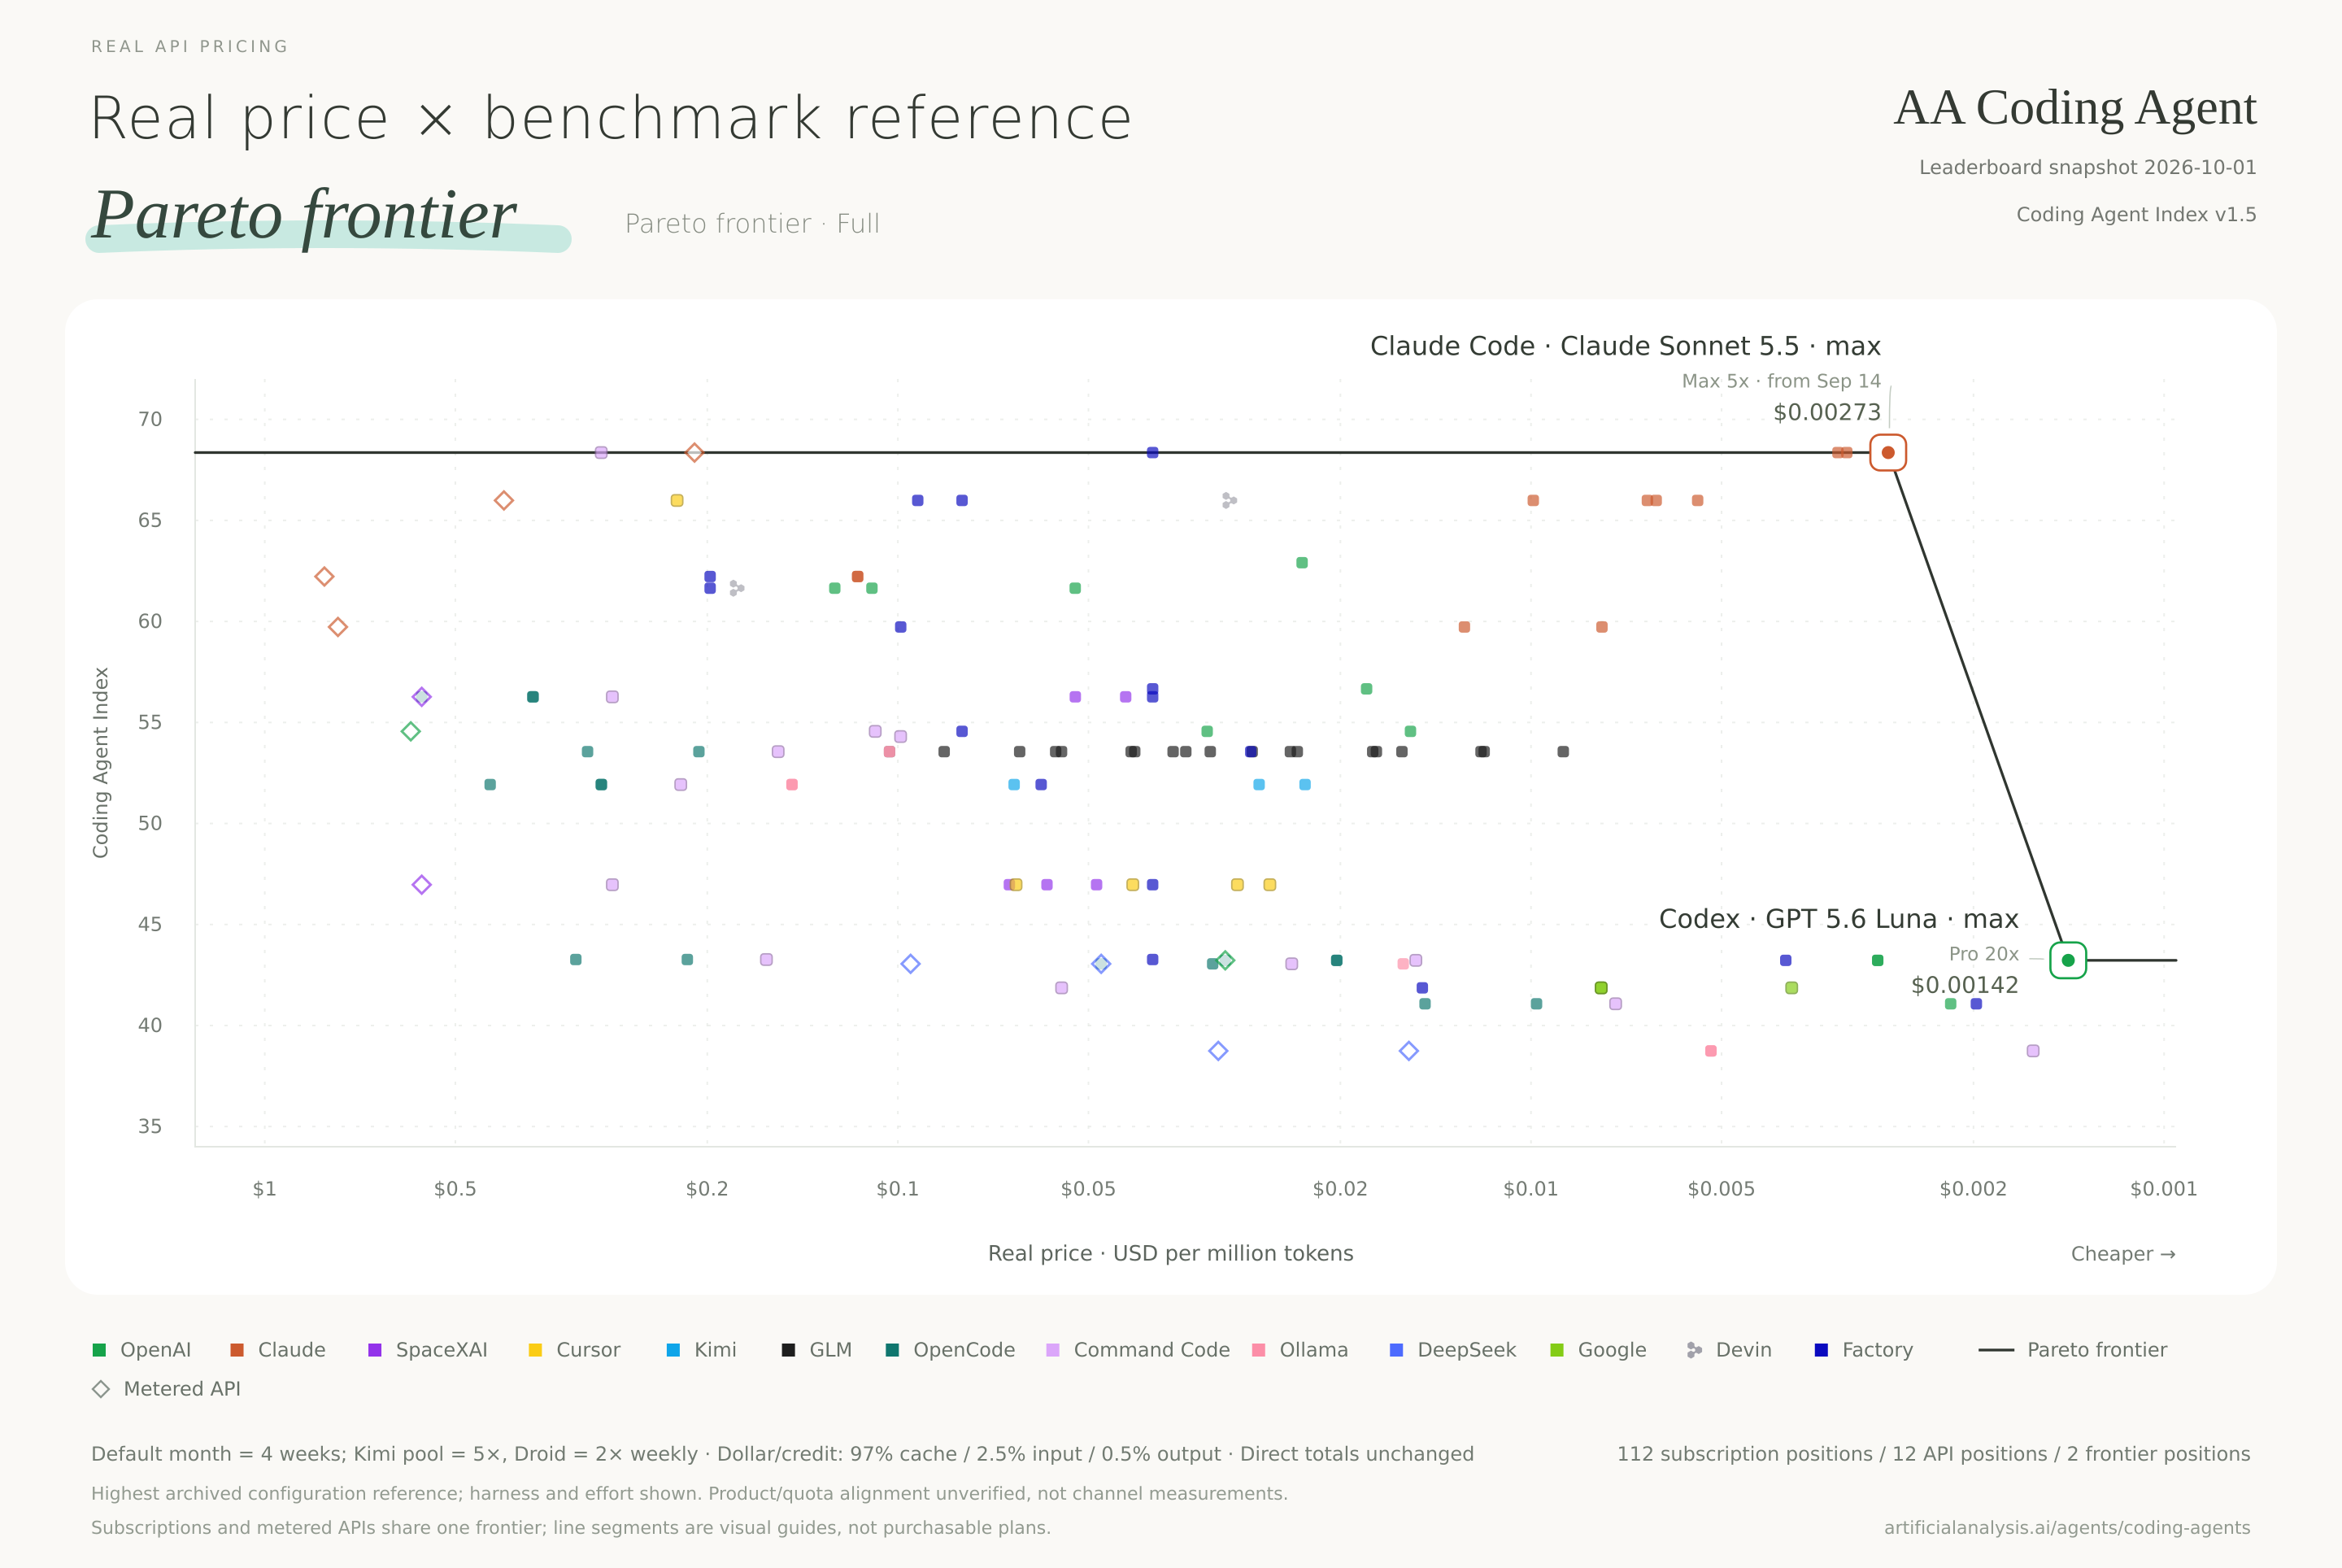 REAL API PRICING
Real price × benchmark reference
Pareto frontier
Pareto frontier · Full
AA Coding Agent
Leaderboard snapshot 2026-10-01
Coding Agent Index v1.5
Claude Code · Claude Sonnet 5.5 · max
Max 5x · from Sep 14
$0.00273
70
65
60
55
50
45
40
35
Coding Agent Index
Codex · GPT 5.6 Luna · max
Pro 20x
$0.00142
$1
$0.5
$0.2
$0.1
$0.05
$0.02
$0.01
$0.005
$0.002
$0.001
Real price · USD per million tokens
Cheaper →
OpenAI
Claude
SpaceXAI
Cursor
Kimi
GLM
OpenCode
Command Code
Ollama
DeepSeek
Google
Devin
Factory
Pareto frontier
Metered API
Default month = 4 weeks; Kimi pool = 5×, Droid = 2× weekly · Dollar/credit: 97% cache / 2.5% input / 0.5% output · Direct totals unchanged
112 subscription positions / 12 API positions / 2 frontier positions
Highest archived configuration reference; harness and effort shown. Product/quota alignment unverified, not channel measurements.
Subscriptions and metered APIs share one frontier; line segments are visual guides, not purchasable plans.
artificialanalysis.ai/agents/coding-agents